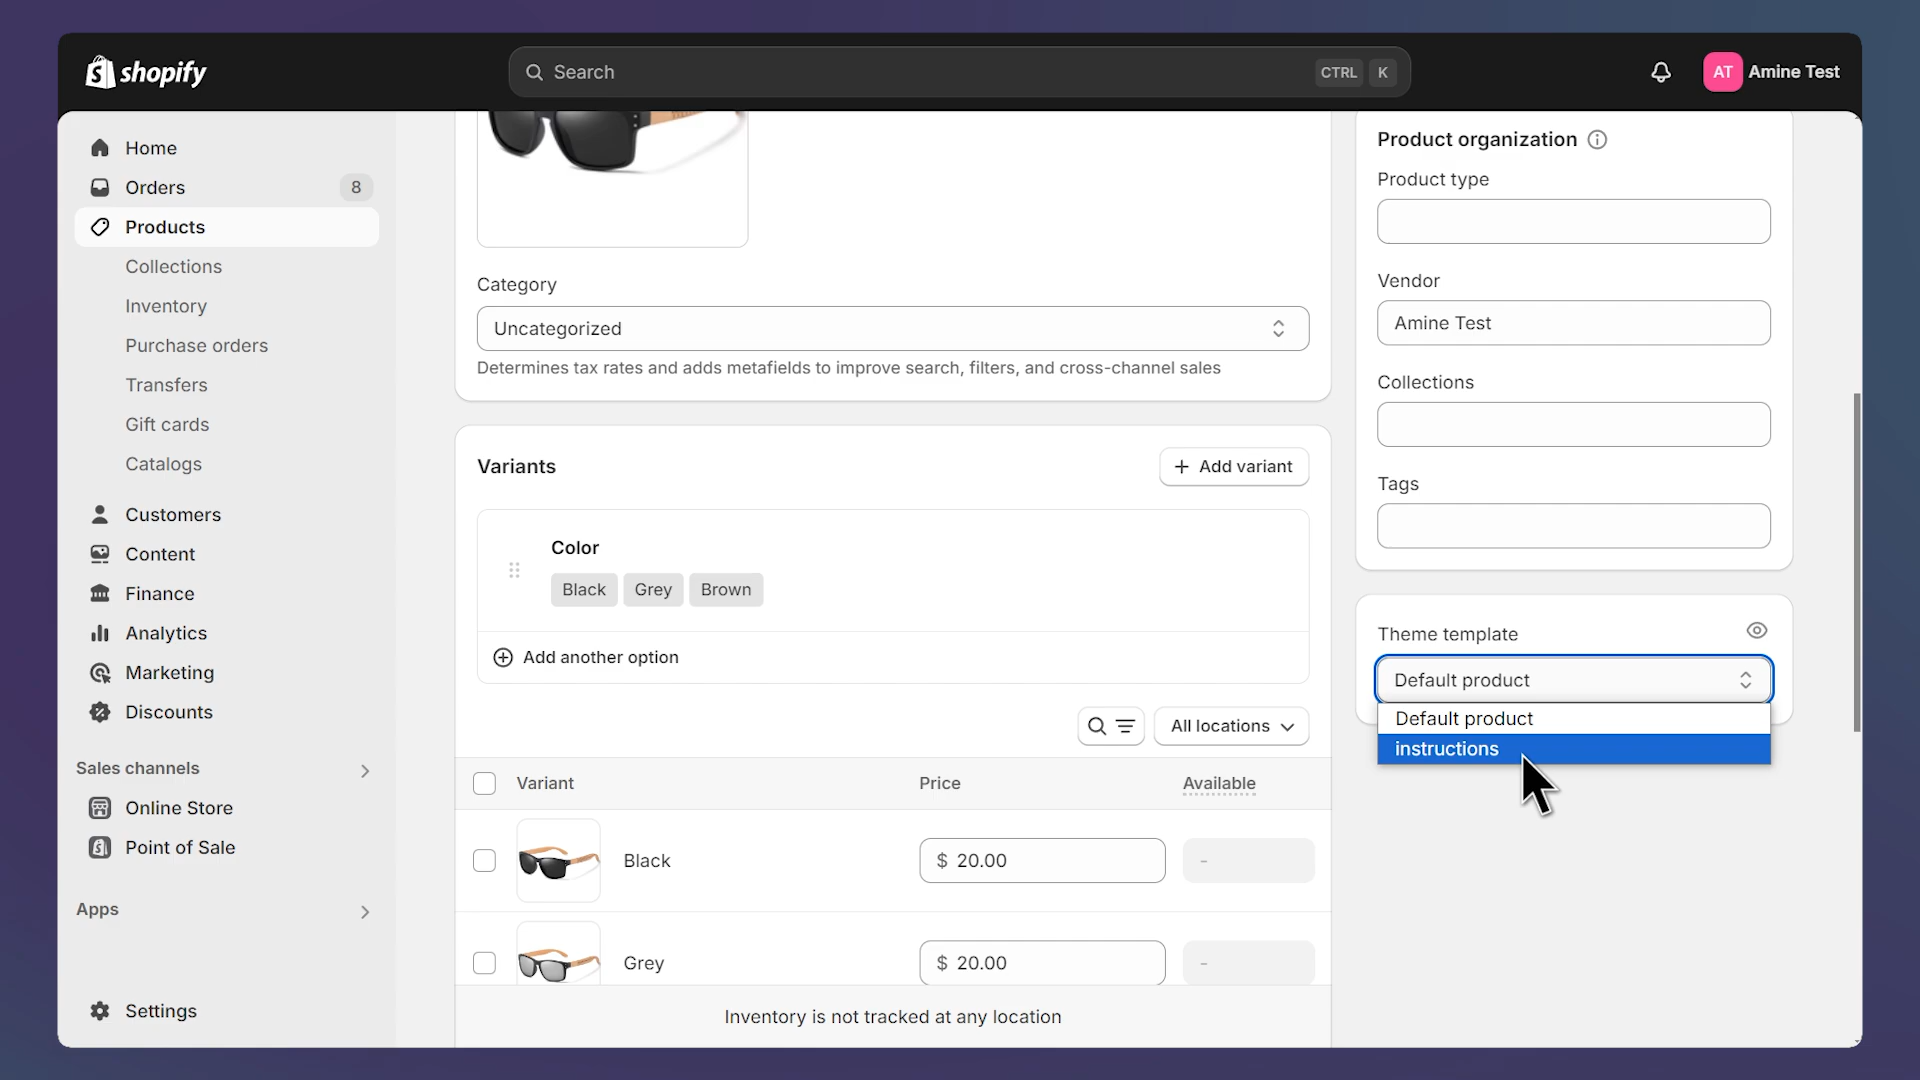 shopify
Search
CTRL K
AT Amine Test
Home
Orders 8
Products
Collections
Inventory
Purchase orders
Transfers
Gift cards
Catalogs
Customers
Content
Finance
Analytics
Marketing
Discounts
Sales channels
Online Store
Point of Sale
Apps
Settings
Category
Uncategorized
Determines tax rates and adds metafields to improve search, filters, and cross-channel sales
Variants
Add variant
Color
Black Grey Brown
Add another option
All locations
Variant Price Available
Black $ 20.00 -
Grey $ 20.00 -
Inventory is not tracked at any location
Product organization
Product type
Vendor
Amine Test
Collections
Tags
Theme template
Default product
Default product
instructions